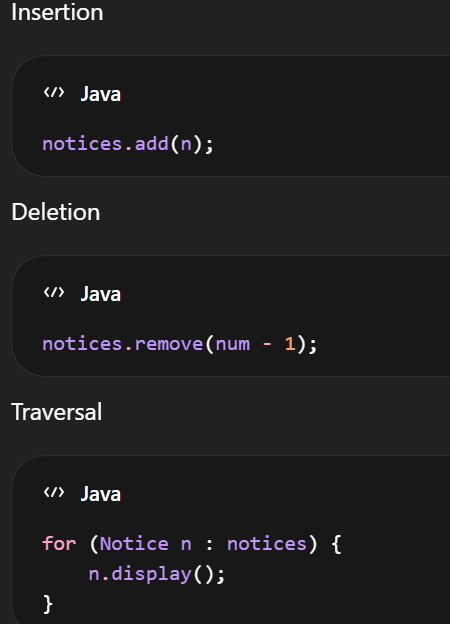 Insertion
</> Java
notices.add(n);
Deletion
</> Java
notices.remove(num - 1);
Traversal
</> Java
for (Notice n : notices) {
    n.display();
}